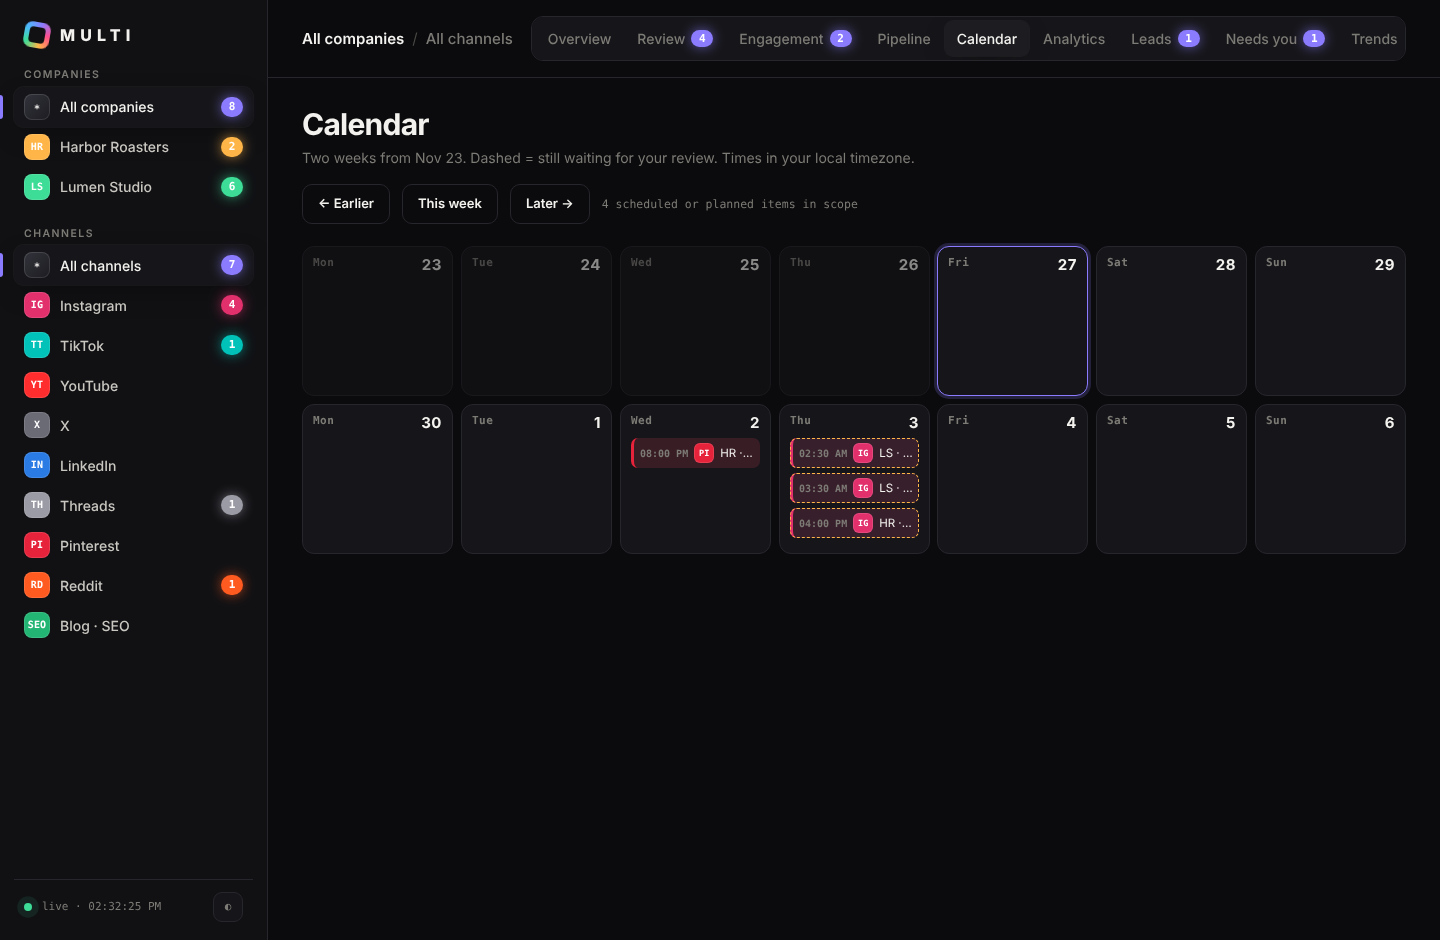 MULTI
COMPANIES
* All companies 8
HR Harbor Roasters 2
LS Lumen Studio 6
CHANNELS
* All channels 7
IG Instagram 4
TT TikTok 1
YT YouTube
X X
IN LinkedIn
TH Threads 1
PI Pinterest
RD Reddit 1
SEO Blog · SEO
live · 02:32:25 PM
All companies / All channels
Overview Review 4 Engagement 2 Pipeline Calendar Analytics Leads 1 Needs you 1 Trends
Calendar
Two weeks from Nov 23. Dashed = still waiting for your review. Times in your local timezone.
← Earlier This week Later → 4 scheduled or planned items in scope
Mon 23 Tue 24 Wed 25 Thu 26 Fri 27 Sat 28 Sun 29
Mon 30 Tue 1 Wed 2 Thu 3 Fri 4 Sat 5 Sun 6
08:00 PM PI HR ·...
02:30 AM IG LS · ...
03:30 AM IG LS · ...
04:00 PM IG HR ·...